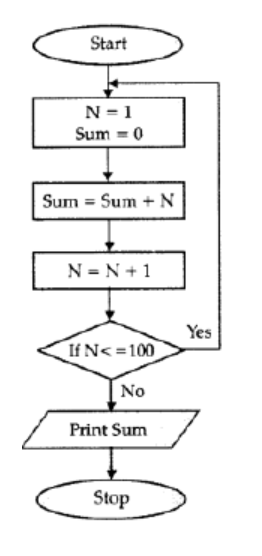 Start
N = 1
Sum = 0
Sum = Sum + N
N = N + 1
If N< =100
Yes
No
Print Sum
Stop